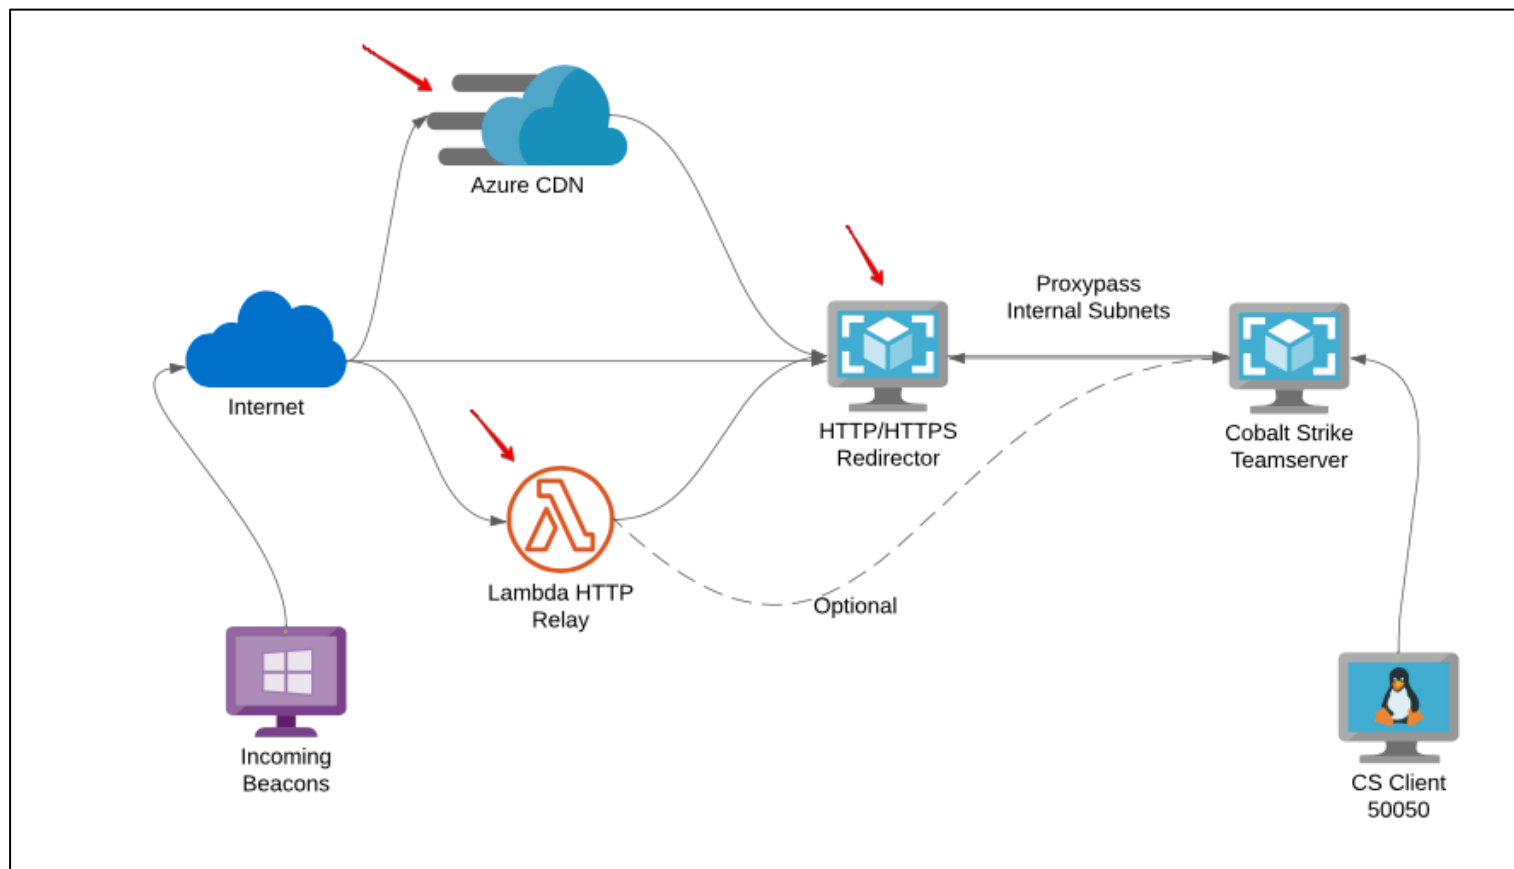 Azure CDN
Proxypass
Internal Subnets
Internet
HTTP/HTTPS
Redirector
Cobalt Strike
Teamserver
Lambda HTTP
Relay
Optional
Incoming
Beacons
CS Client
50050